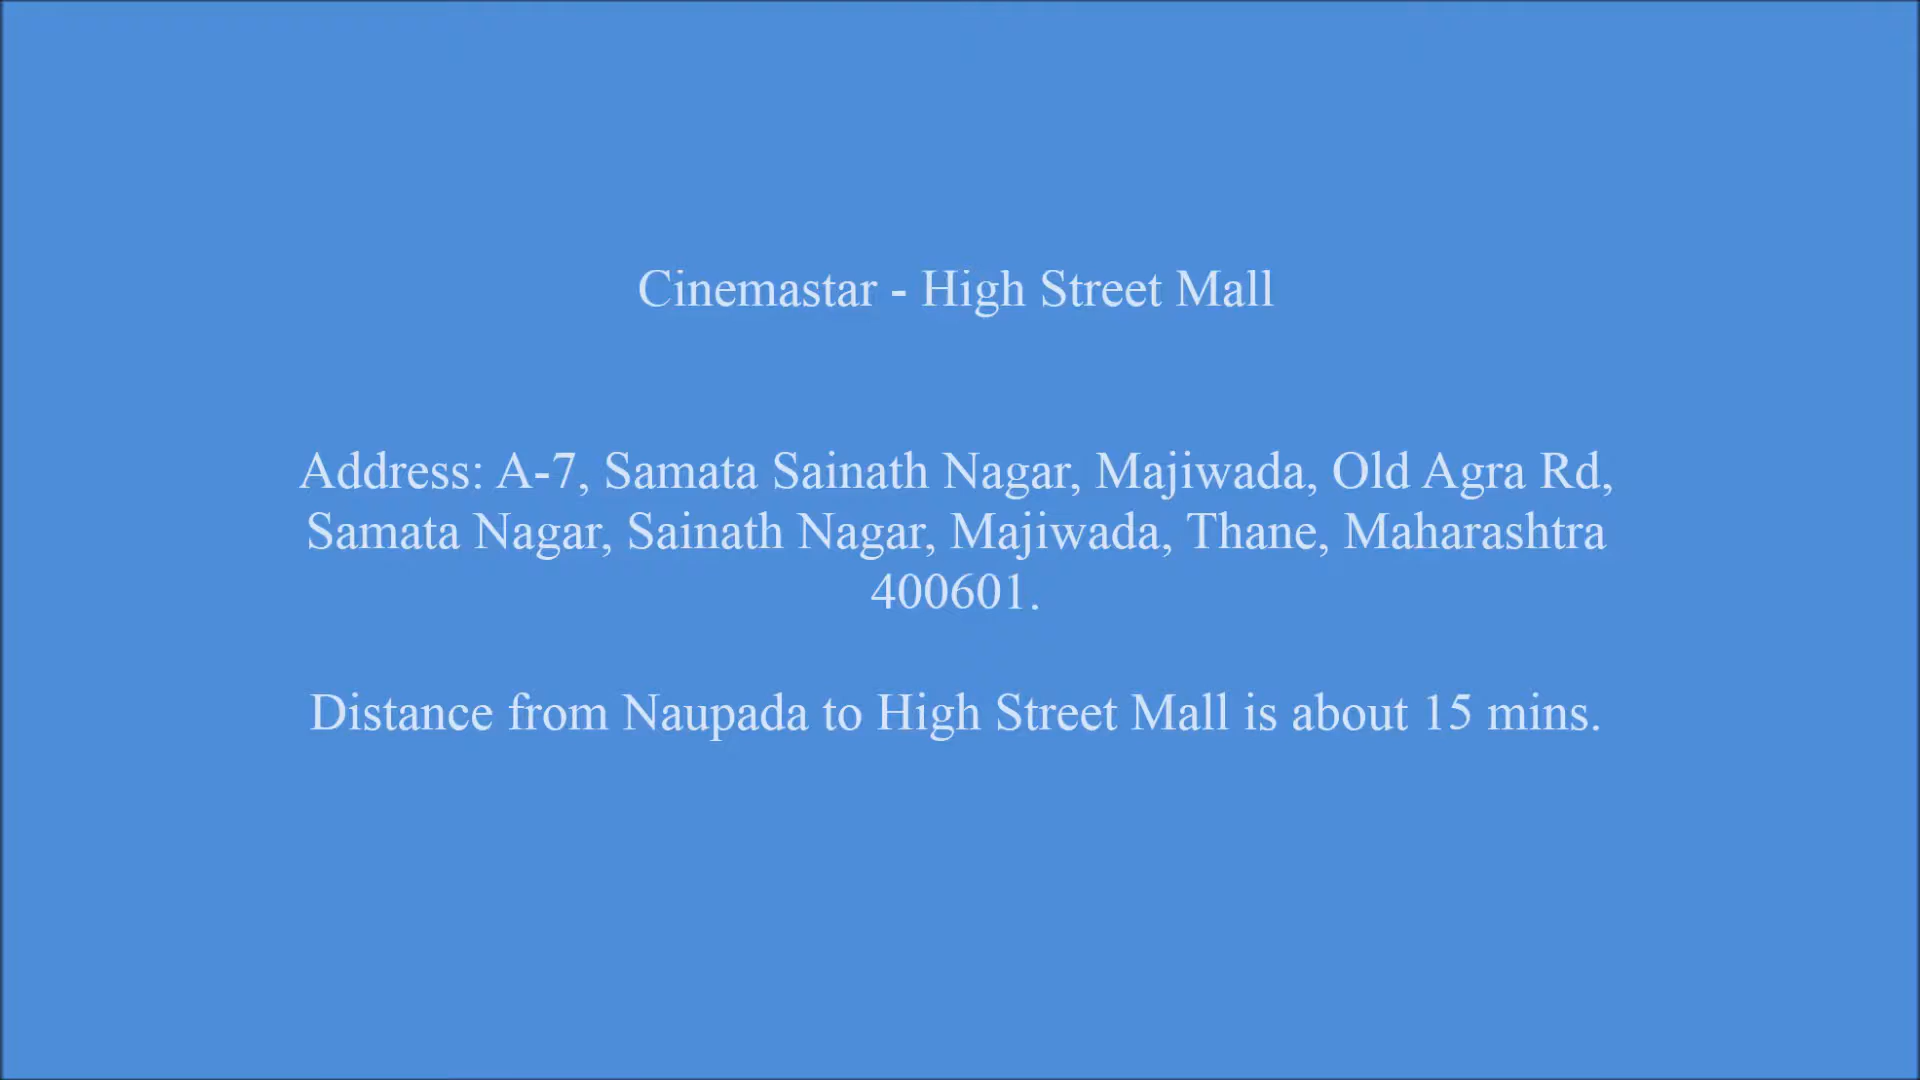 Cinemastar - High Street Mall
Address: A-7, Samata Sainath Nagar, Majiwada, Old Agra Rd,
Samata Nagar, Sainath Nagar, Majiwada, Thane, Maharashtra
400601.
Distance from Naupada to High Street Mall is about 15 mins.